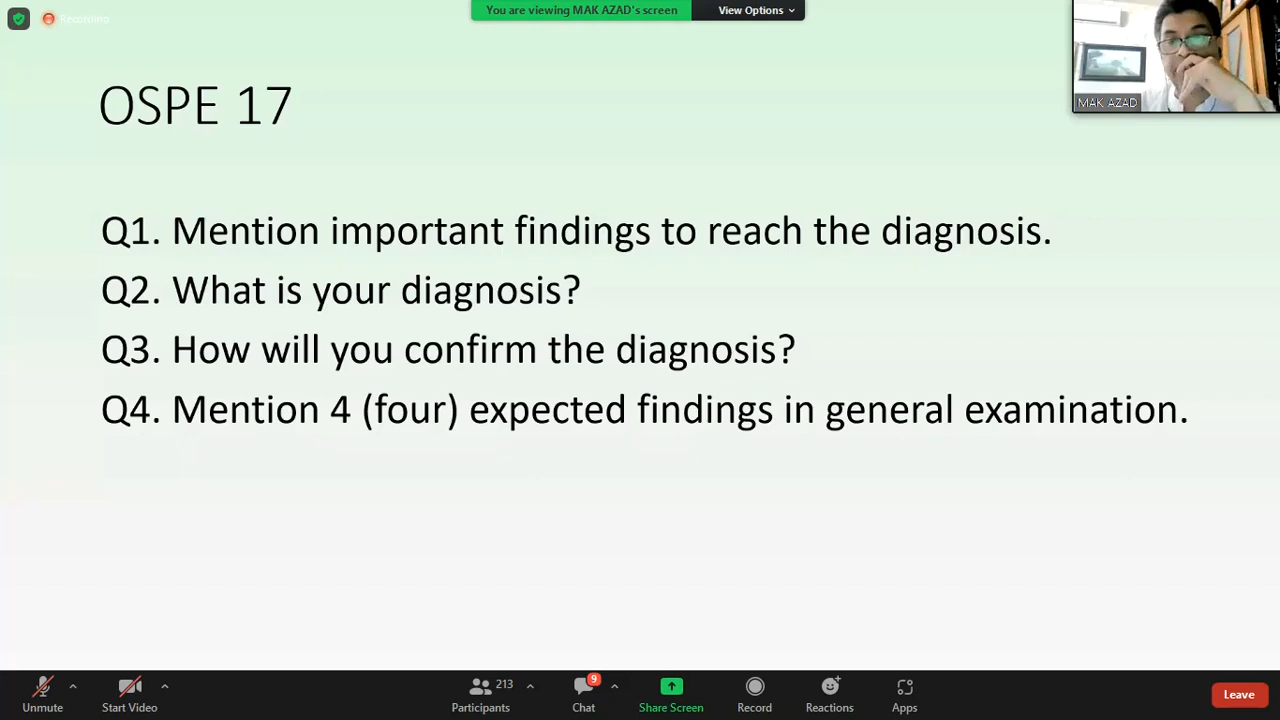 Recording
You are viewing MAK AZAD's screen
View Options
MAK AZAD
OSPE 17
Q1. Mention important findings to reach the diagnosis.
Q2. What is your diagnosis?
Q3. How will you confirm the diagnosis?
Q4. Mention 4 (four) expected findings in general examination.
Unmute
Start Video
213
Participants
9
Chat
Share Screen
Record
Reactions
Apps
Leave